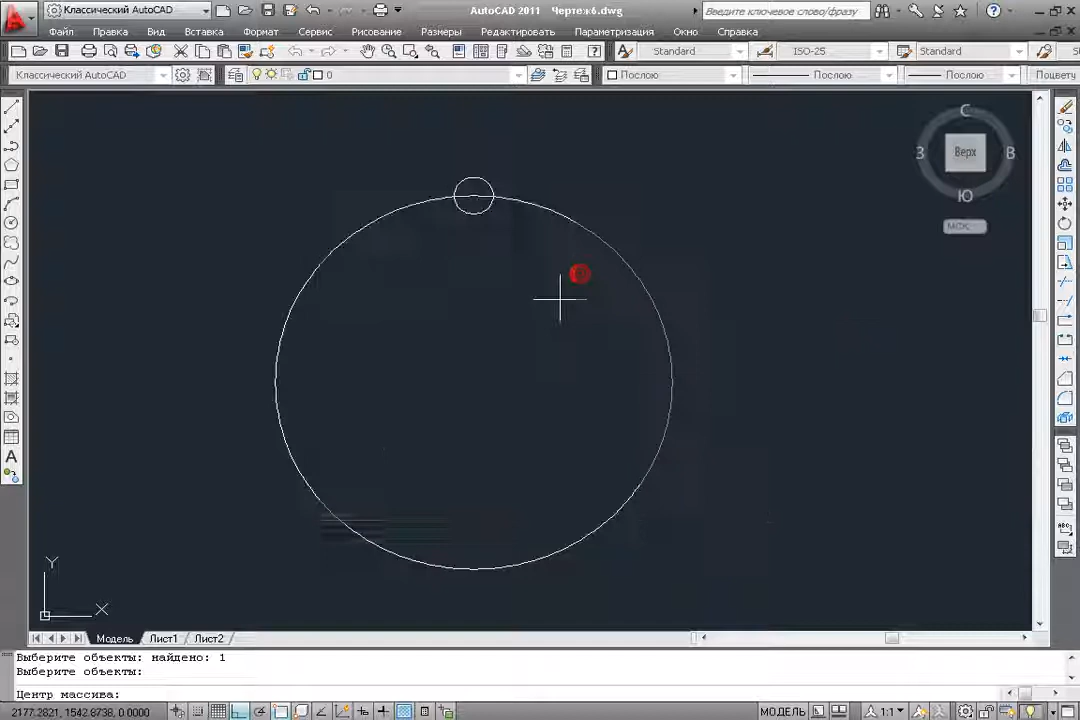 Классический AutoCAD
AutoCAD 2011 Чертеж6.dwg
Введите ключевое слово/фразу
Файл Правка Вид Вставка Формат Сервис Рисование Размеры Редактировать Параметризация Окно Справка
Standard ISO-25 Standard
Классический AutoCAD 0 Послою Послою Послою Поцвету
С
З Верх В
Ю
МСК
Y
X
A
Модель Лист1 Лист2
Выберите объекты: найдено: 1
Выберите объекты:
Центр массива:
2177.2821, 1542.8738, 0.0000 МОДЕЛЬ 1:1